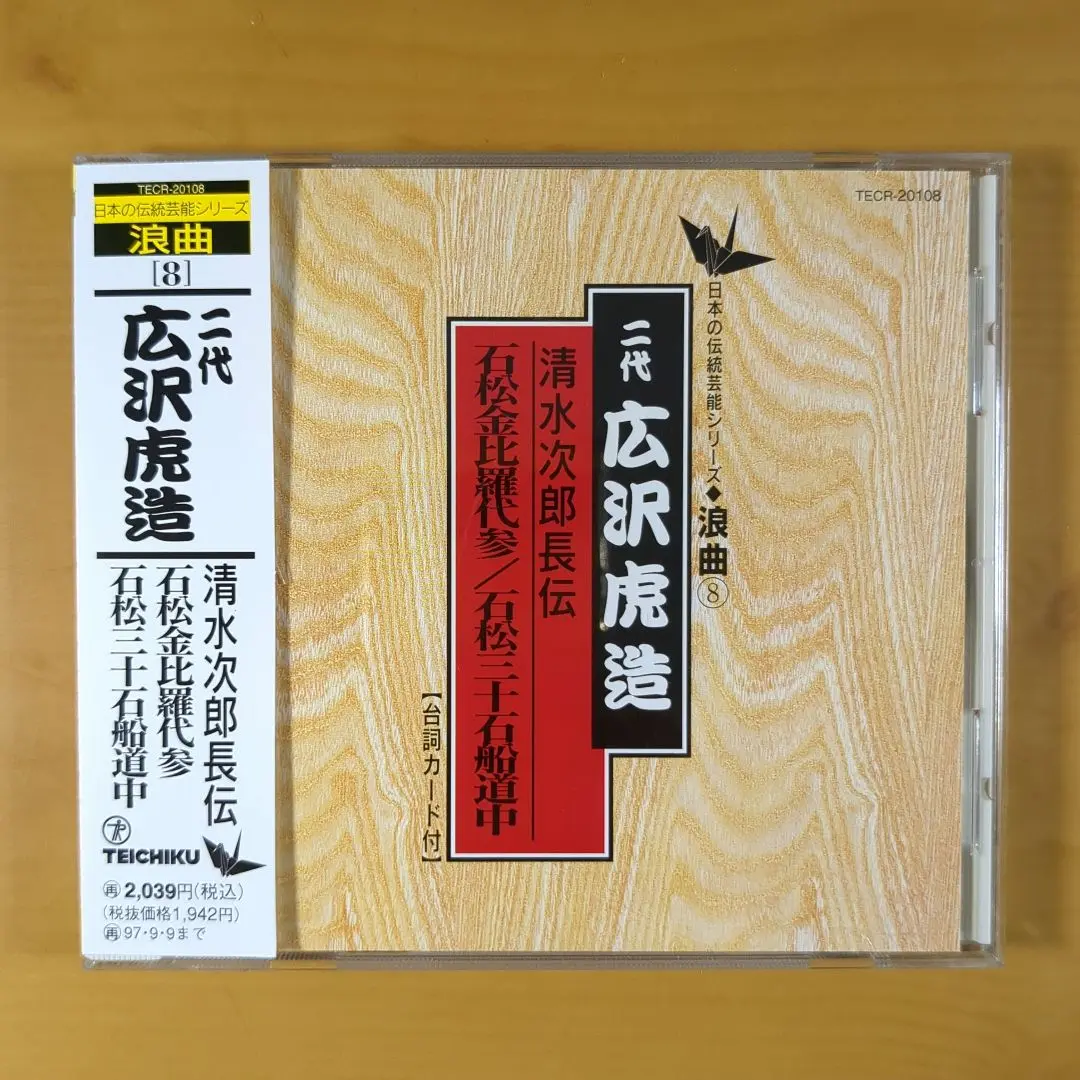 TECR-20108
日本の伝統芸能シリーズ
浪曲
[8]
二代
広沢虎造
清水次郎長伝
石松金比羅代参
石松三十石船道中
TEICHIKU
再2,039円(税込)
(税抜価格1,942円)
再97・9・9まで
TECR-20108
日本の伝統芸能シリーズ◆浪曲⑧
二代 広沢虎造
清水次郎長伝
石松金比羅代参/石松三十石船道中
【台詞カード付】